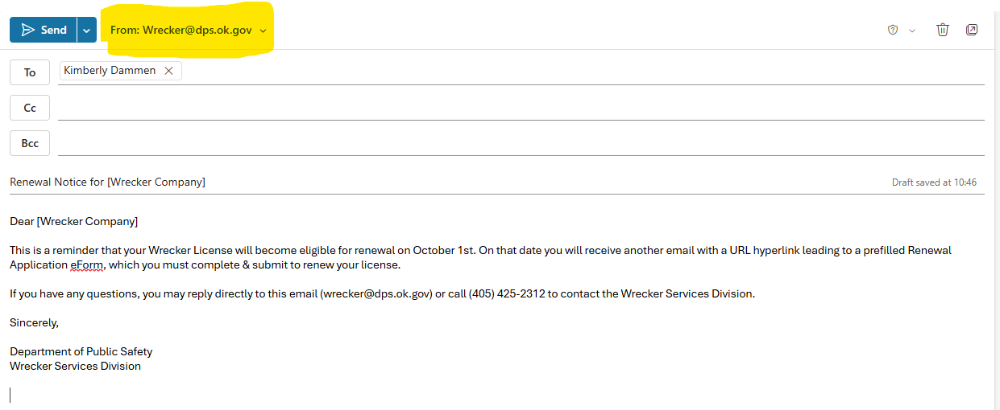 Send
From: Wrecker@dps.ok.gov
To
Kimberly Dammen
Cc
Bcc
Renewal Notice for [Wrecker Company]
Draft saved at 10:46
Dear [Wrecker Company]
This is a reminder that your Wrecker License will become eligible for renewal on October 1st. On that date you will receive another email with a URL hyperlink leading to a prefilled Renewal
Application eForm, which you must complete & submit to renew your license.
If you have any questions, you may reply directly to this email (wrecker@dps.ok.gov) or call (405) 425-2312 to contact the Wrecker Services Division.
Sincerely,
Department of Public Safety
Wrecker Services Division